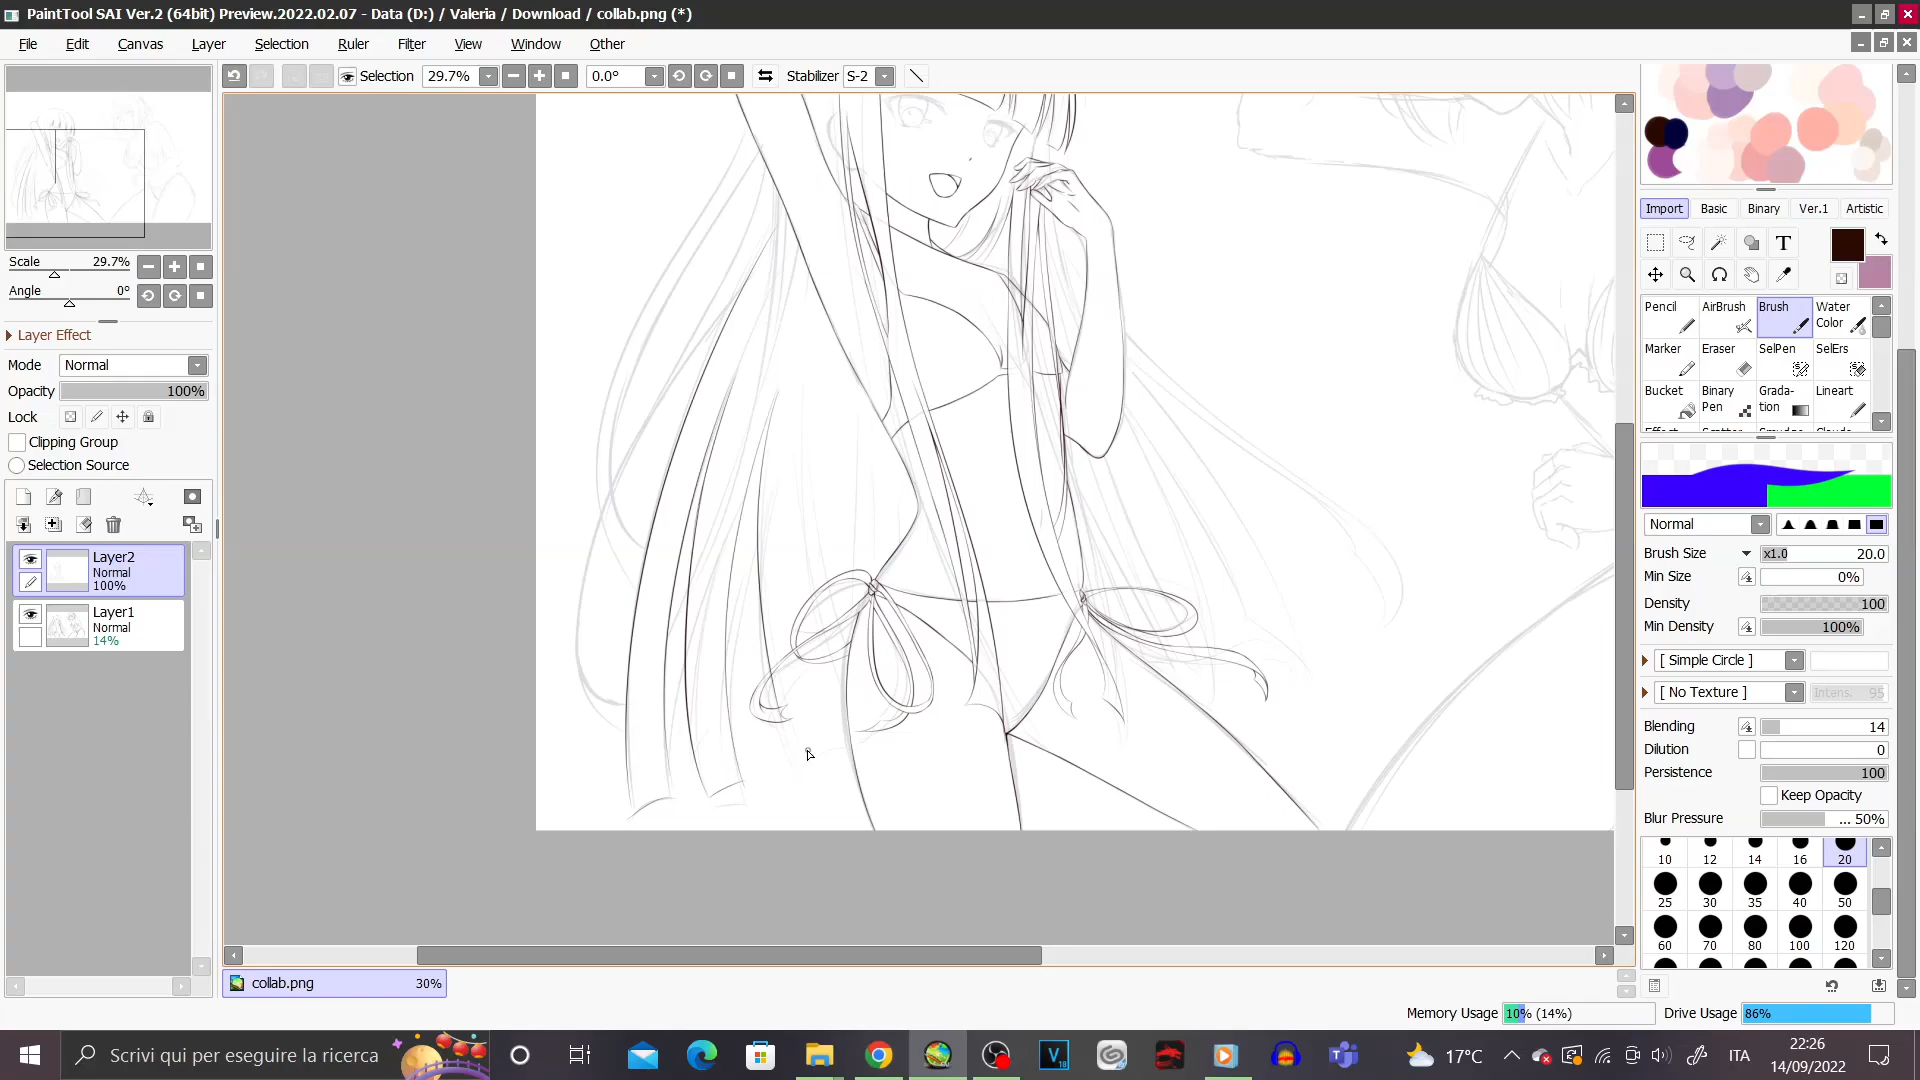 PaintTool SAI Ver.2 (64bit) Preview.2022.02.07 - Data (D:) / Valeria / Download / collab.png (*)
File Edit Canvas Layer Selection Ruler Filter View Window Other
Selection 29.7% 0.0° Stabilizer S-2
Scale 29.7%
Angle 0°
Layer Effect
Mode Normal
Opacity 100%
Lock
Clipping Group
Selection Source
Layer2
Normal
100%
Layer1
Normal
14%
Import Basic Binary Ver.1 Artistic
T
Pencil AirBrush Brush Water Color
Marker Eraser SelPen SelErs
Bucket Binary Pen Grada-tion Lineart
Normal
Brush Size x1.0 20.0
Min Size 0%
Density 100
Min Density 100%
[ Simple Circle ]
[ No Texture ] Intens. 95
Blending 14
Dilution 0
Persistence 100
Keep Opacity
Blur Pressure ... 50%
10 12 14 16 20
25 30 35 40 50
60 70 80 100 120
collab.png 30%
Memory Usage 10% (14%) Drive Usage 86%
Scrivi qui per eseguire la ricerca
17°C ITA
22:26
14/09/2022